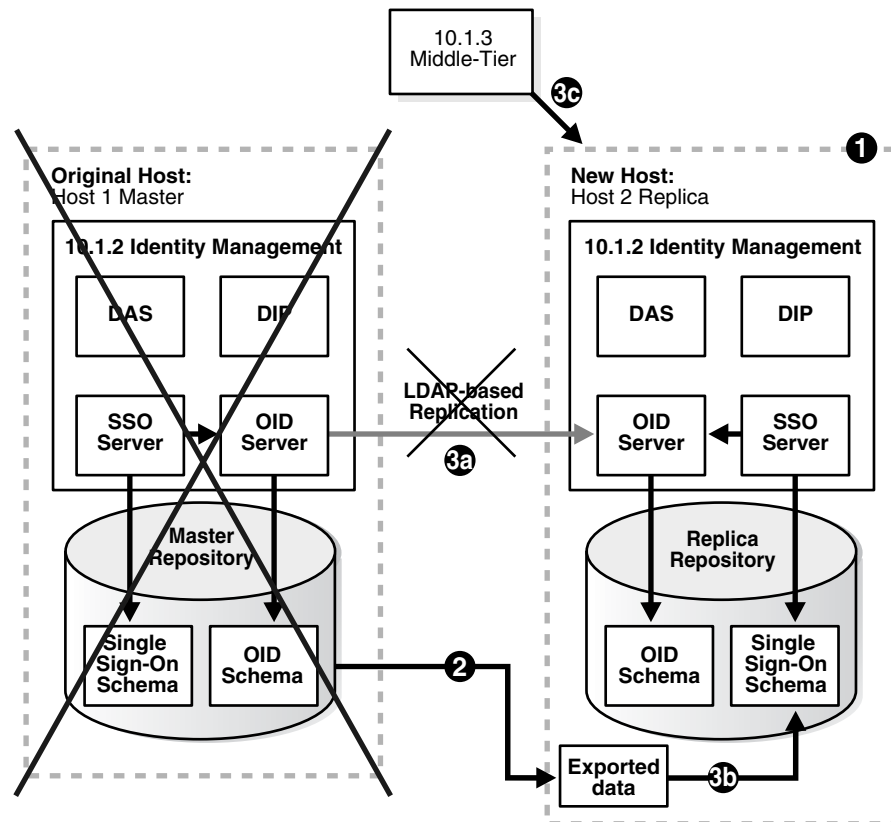 10.1.3
Middle-Tier
3c
1
Original Host:
Host 1 Master
10.1.2 Identity Management
DAS
DIP
SSO
Server
OID
Server
LDAP-based
Replication
3a
Master
Repository
Single
Sign-On
Schema
OID
Schema
2
New Host:
Host 2 Replica
10.1.2 Identity Management
DAS
DIP
OID
Server
SSO
Server
Replica
Repository
OID
Schema
Single
Sign-On
Schema
Exported
data
3b